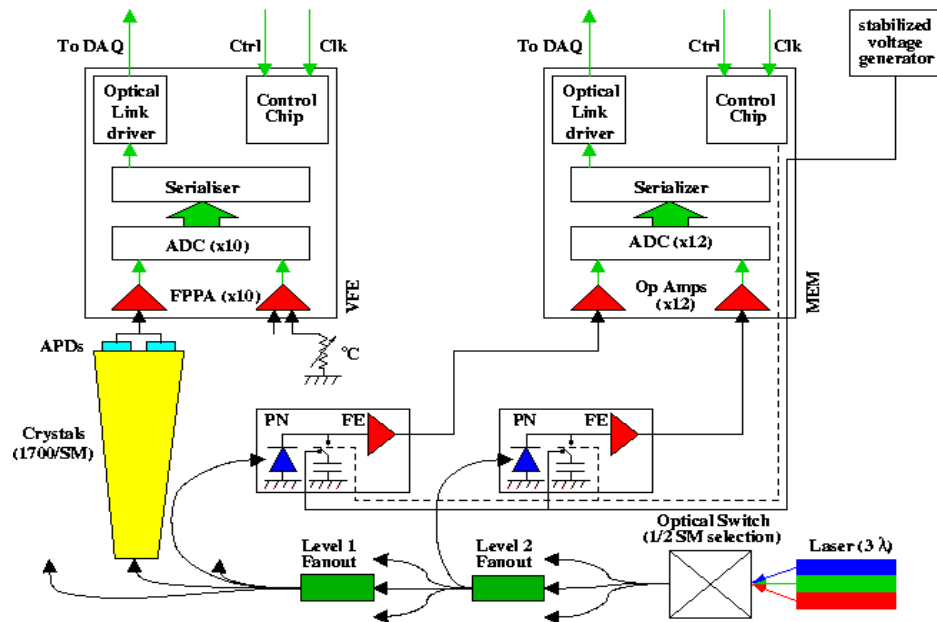 To DAQ
Ctrl
Clk
To DAQ
Ctrl
Clk
stabilized
voltage
generator
Optical
Link
driver
Control
Chip
Optical
Link
driver
Control
Chip
Serialiser
Serializer
ADC (x10)
ADC (x12)
FPPA (x10)
VFE
Op Amps
(x12)
MEM
APDs
°C
Crystals
(1700/SM)
PN
FE
PN
FE
Optical Switch
(1/2 SM selection)
Level 1
Fanout
Level 2
Fanout
Laser (3 λ)